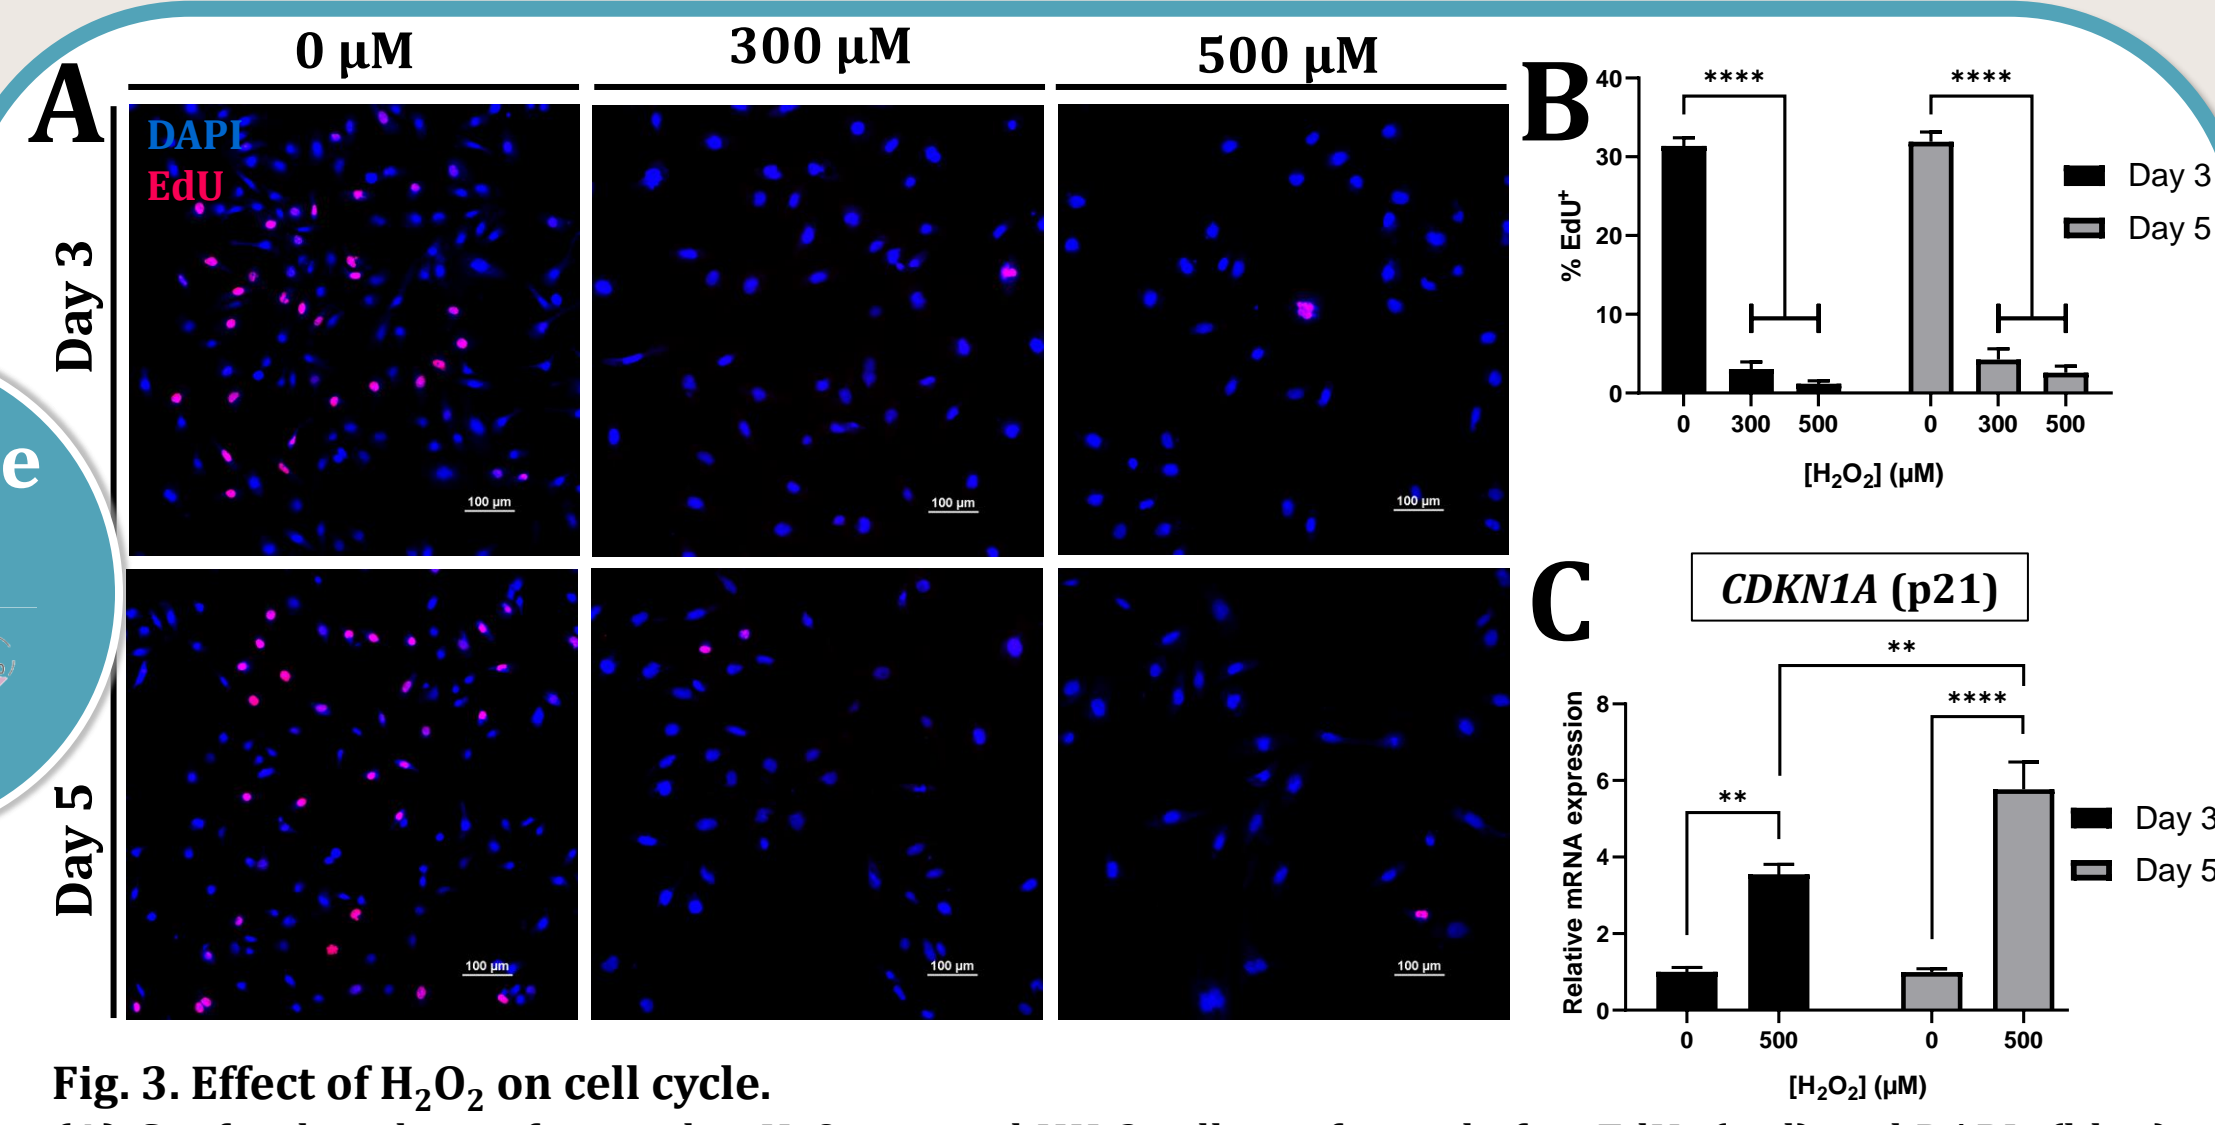 0 µM
300 µM
500 µM
A
DAPI
EdU
Day 3
100 µm
100 µm
100 µm
Day 5
100 µm
100 µm
100 µm
e
B
% EdU⁺
40
30
20
10
0
****
****
0 300 500 0 300 500
[H₂O₂] (µM)
Day 3
Day 5
C
CDKN1A (p21)
Relative mRNA expression
8
6
4
2
0
**
**
****
0 500 0 500
[H₂O₂] (µM)
Day 3
Day 5
Fig. 3. Effect of H₂O₂ on cell cycle.